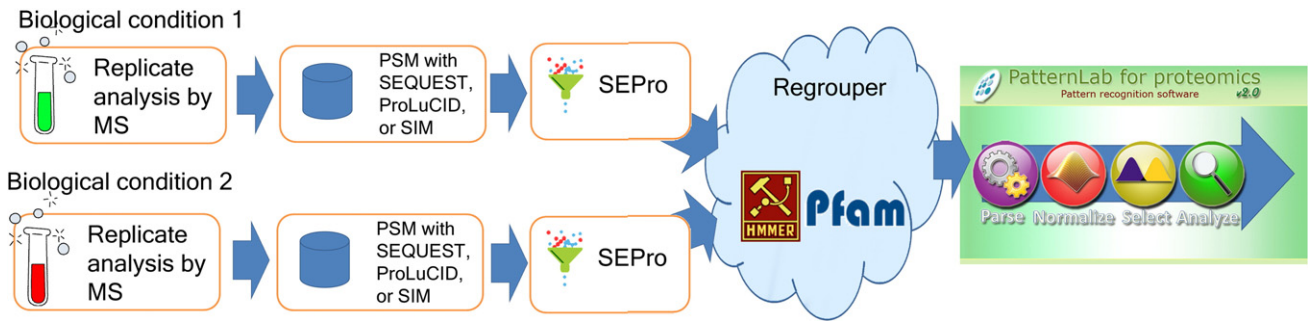 Biological condition 1
Replicate
analysis by
MS
PSM with
SEQUEST,
ProLuCID,
or SIM
SEPro
Biological condition 2
Replicate
analysis by
MS
PSM with
SEQUEST,
ProLuCID,
or SIM
SEPro
Regrouper
HMMER
Pfam
PatternLab for proteomics
Pattern recognition software v2.0
Parse Normalize Select Analyze